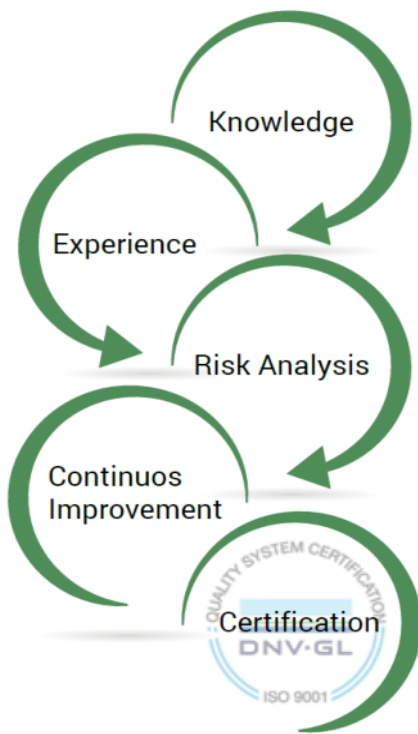 Knowledge
Experience
Risk Analysis
Continuos
Improvement
QUALITY SYSTEM CERTIFICATION
Certification
DNV·GL
ISO 9001